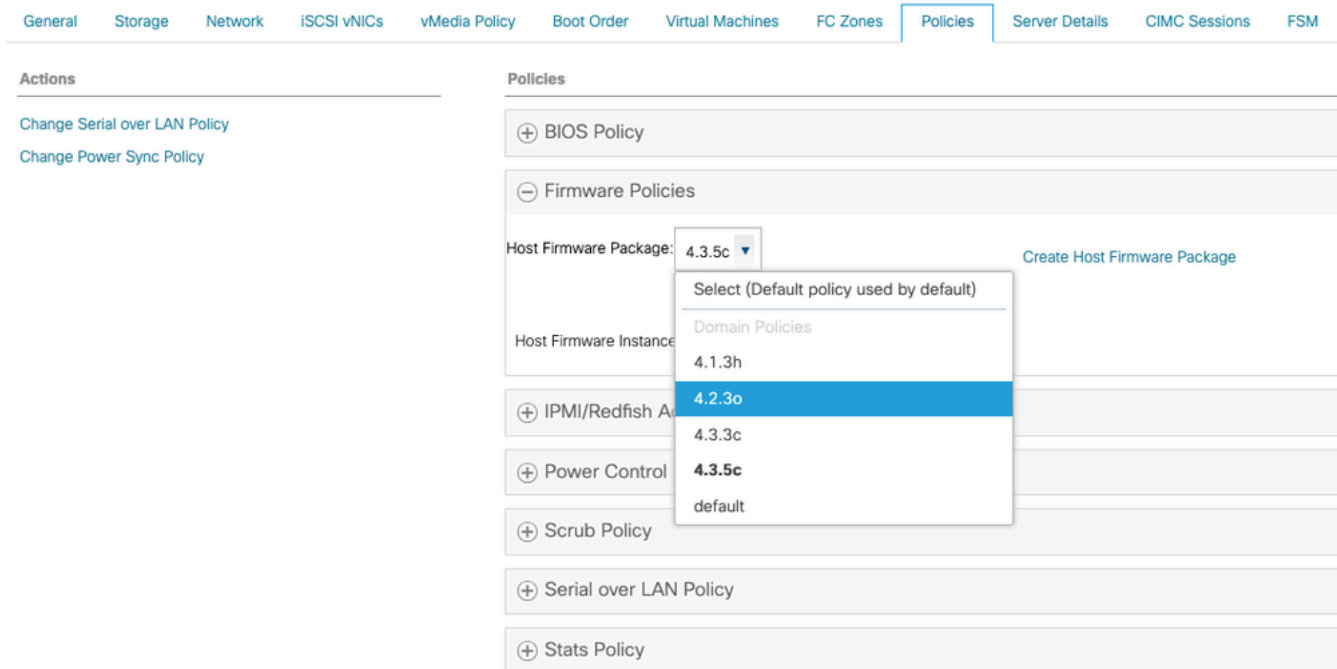 General Storage Network iSCSI vNICs vMedia Policy Boot Order Virtual Machines FC Zones Policies Server Details CIMC Sessions FSM
Actions
Change Serial over LAN Policy
Change Power Sync Policy
Policies
BIOS Policy
Firmware Policies
Host Firmware Package: 4.3.5c Create Host Firmware Package
Select (Default policy used by default)
Domain Policies
4.1.3h
4.2.3o
4.3.3c
4.3.5c
default
Host Firmware Instance
IPMI/Redfish
Power Control
Scrub Policy
Serial over LAN Policy
Stats Policy